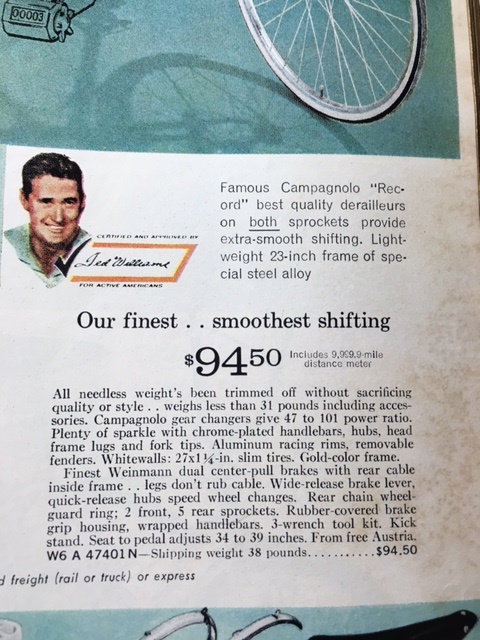 00003
Famous Campagnolo "Rec-
ord" best quality derailleurs
on both sprockets provide
extra-smooth shifting. Light-
weight 23-inch frame of spe-
cial steel alloy
CERTIFIED AND APPROVED BY
Ted Williams
FOR ACTIVE AMERICANS
Our finest . . smoothest shifting
$9450 Includes 9,999.9-mile
distance meter
All needless weight's been trimmed off without sacrificing
quality or style . . weighs less than 31 pounds including acces-
sories. Campagnolo gear changers give 47 to 101 power ratio.
Plenty of sparkle with chrome-plated handlebars, hubs, head
frame lugs and fork tips. Aluminum racing rims, removable
fenders. Whitewalls: 27x1¼-in. slim tires. Gold-color frame.
Finest Weinmann dual center-pull brakes with rear cable
inside frame . . legs don't rub cable. Wide-release brake lever,
quick-release hubs speed wheel changes. Rear chain wheel-
guard ring; 2 front, 5 rear sprockets. Rubber-covered brake
grip housing, wrapped handlebars. 3-wrench tool kit. Kick
stand. Seat to pedal adjusts 34 to 39 inches. From free Austria.
W6 A 47401N—Shipping weight 38 pounds...........$94.50
d freight (rail or truck) or express